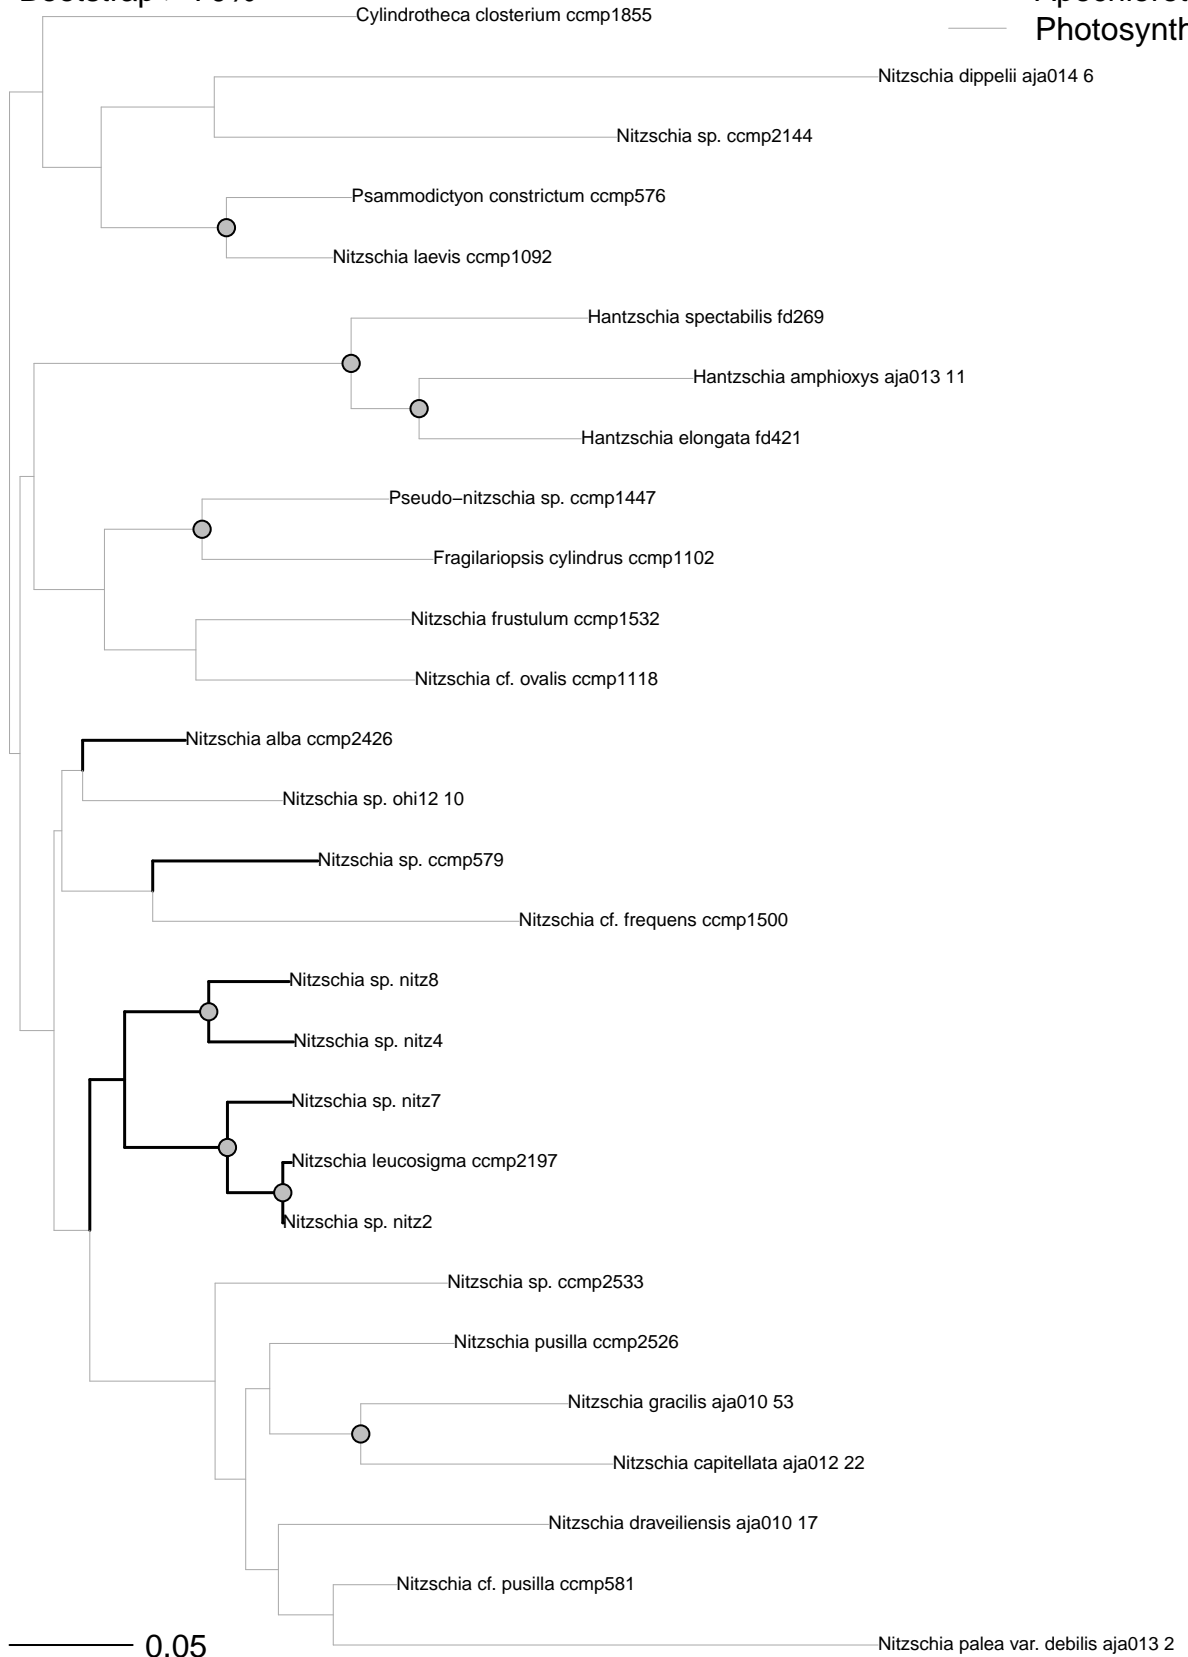 Cylindrotheca closterium ccmp1855
Photosynth
Nitzschia dippelii aja014 6
Nitzschia sp. ccmp2144
Psammodictyon constrictum ccmp576
Nitzschia laevis ccmp1092
Hantzschia spectabilis fd269
Hantzschia amphioxys aja013 11
Hantzschia elongata fd421
Pseudo−nitzschia sp. ccmp1447
Fragilariopsis cylindrus ccmp1102
Nitzschia frustulum ccmp1532
Nitzschia cf. ovalis ccmp1118
Nitzschia alba ccmp2426
Nitzschia sp. ohi12 10
Nitzschia sp. ccmp579
Nitzschia cf. frequens ccmp1500
Nitzschia sp. nitz8
Nitzschia sp. nitz4
Nitzschia sp. nitz7
Nitzschia leucosigma ccmp2197
Nitzschia sp. nitz2
Nitzschia sp. ccmp2533
Nitzschia pusilla ccmp2526
Nitzschia gracilis aja010 53
Nitzschia capitellata aja012 22
Nitzschia draveiliensis aja010 17
Nitzschia cf. pusilla ccmp581
Nitzschia palea var. debilis aja013 2
0.05